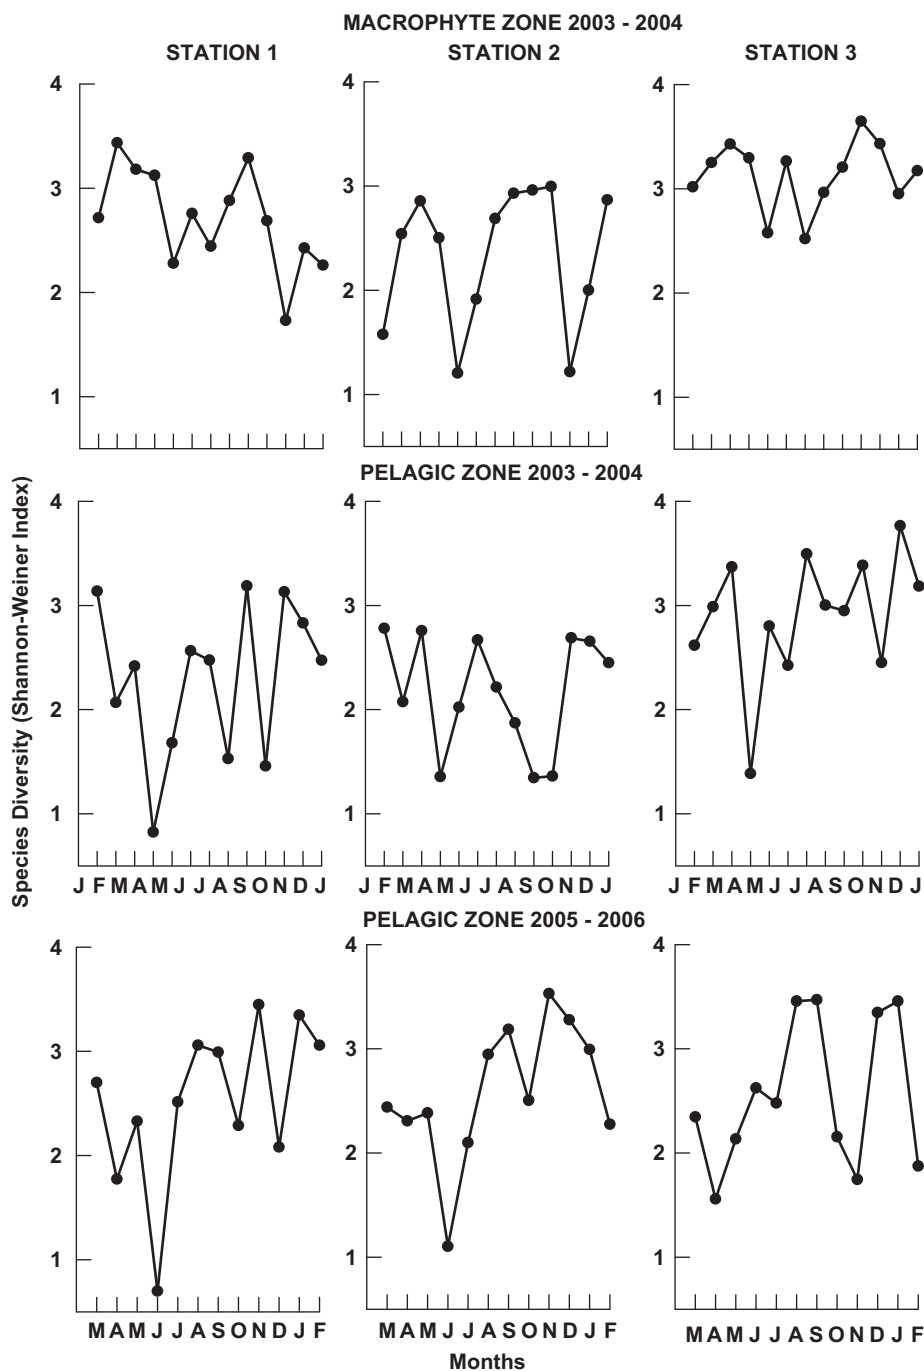 MACROPHYTE ZONE 2003 - 2004
STATION 1 STATION 2 STATION 3
4 4 4
3 3 3
2 2 2
1 1 1
PELAGIC ZONE 2003 - 2004
4 4 4
3 3 3
2 2 2
1 1 1
J F M A M J J A S O N D J J F M A M J J A S O N D J J F M A M J J A S O N D J
Species Diversity (Shannon-Weiner Index)
PELAGIC ZONE 2005 - 2006
4 4 4
3 3 3
2 2 2
1 1 1
M A M J J A S O N D J F M A M J J A S O N D J F M A M J J A S O N D J F
Months